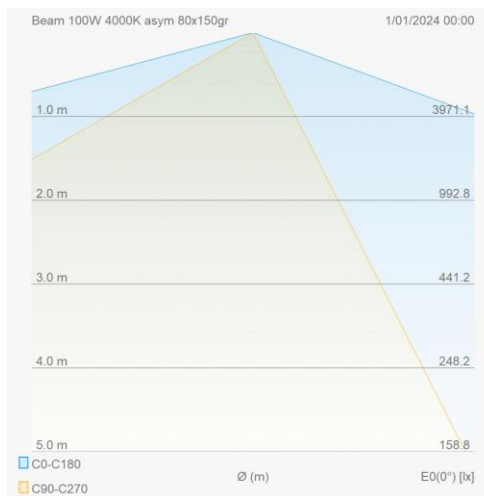 Beam 100W 4000K asym 80x150gr 1/01/2024 00:00
1.0 m 3971.1
2.0 m 992.8
3.0 m 441.2
4.0 m 248.2
5.0 m 158.8
C0-C180
Ø (m) E0(0°) [lx]
C90-C270